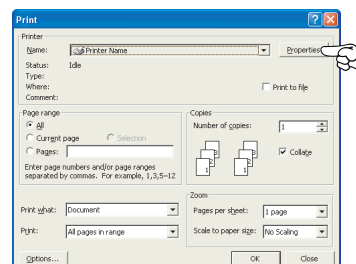 Print
Printer
Name: Printer Name Properties
Status: Idle
Type:
Where: Print to file
Comment:
Page range
All
Current page Selection
Pages:
Enter page numbers and/or page ranges
separated by commas. For example, 1,3,5–12
Copies
Number of copies: 1
Collate
Print what: Document
Print: All pages in range
Zoom
Pages per sheet: 1 page
Scale to paper size: No Scaling
Options... OK Close